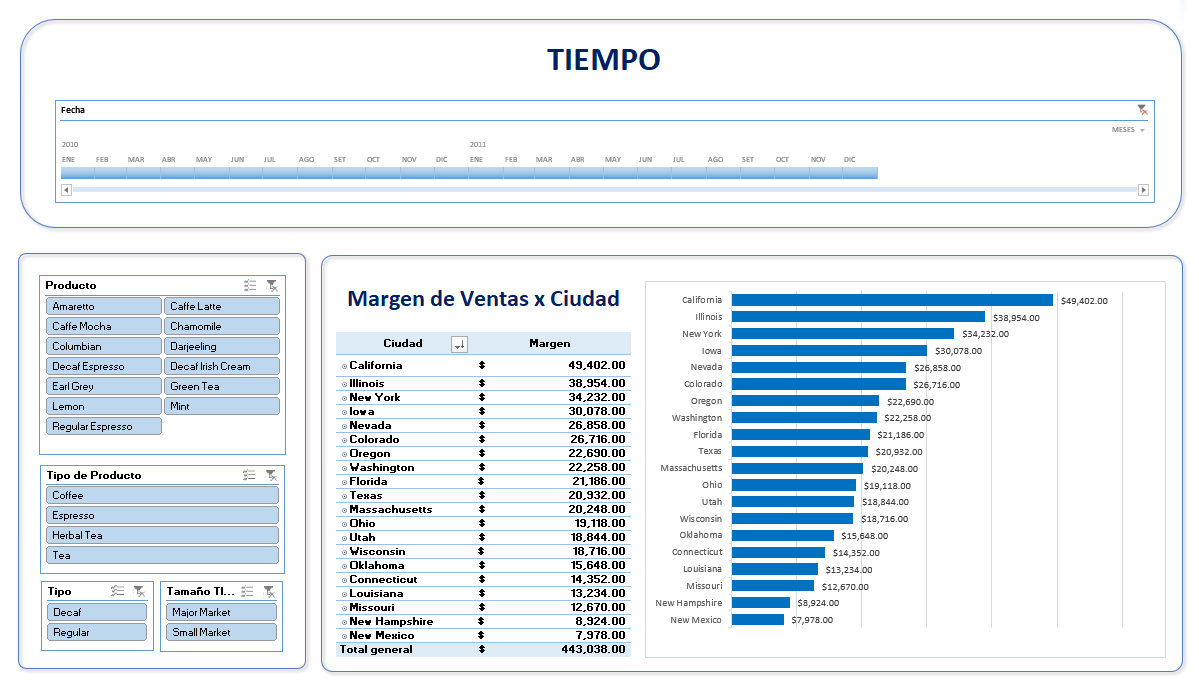 TIEMPO
Fecha
MESES
2010 2011
ENE FEB MAR ABR MAY JUN JUL AGO SET OCT NOV DIC ENE FEB MAR ABR MAY JUN JUL AGO SET OCT NOV DIC
Producto
Amaretto Caffe Latte
Caffe Mocha Chamomile
Columbian Darjeeling
Decaf Espresso Decaf Irish Cream
Earl Grey Green Tea
Lemon Mint
Regular Espresso
Tipo de Producto
Coffee
Espresso
Herbal Tea
Tea
Tipo
Decaf
Regular
Tamaño TI...
Major Market
Small Market
Margen de Ventas x Ciudad
Ciudad Margen
California $ 49,402.00
Illinois $ 38,954.00
New York $ 34,232.00
Iowa $ 30,078.00
Nevada $ 26,858.00
Colorado $ 26,716.00
Oregon $ 22,690.00
Washington $ 22,258.00
Florida $ 21,186.00
Texas $ 20,932.00
Massachusetts $ 20,248.00
Ohio $ 19,118.00
Utah $ 18,844.00
Wisconsin $ 18,716.00
Oklahoma $ 15,648.00
Connecticut $ 14,352.00
Louisiana $ 13,234.00
Missouri $ 12,670.00
New Hampshire $ 8,924.00
New Mexico $ 7,978.00
Total general $ 443,038.00
California $49,402.00
Illinois $38,954.00
New York $34,232.00
Iowa $30,078.00
Nevada $26,858.00
Colorado $26,716.00
Oregon $22,690.00
Washington $22,258.00
Florida $21,186.00
Texas $20,932.00
Massachusetts $20,248.00
Ohio $19,118.00
Utah $18,844.00
Wisconsin $18,716.00
Oklahoma $15,648.00
Connecticut $14,352.00
Louisiana $13,234.00
Missouri $12,670.00
New Hampshire $8,924.00
New Mexico $7,978.00